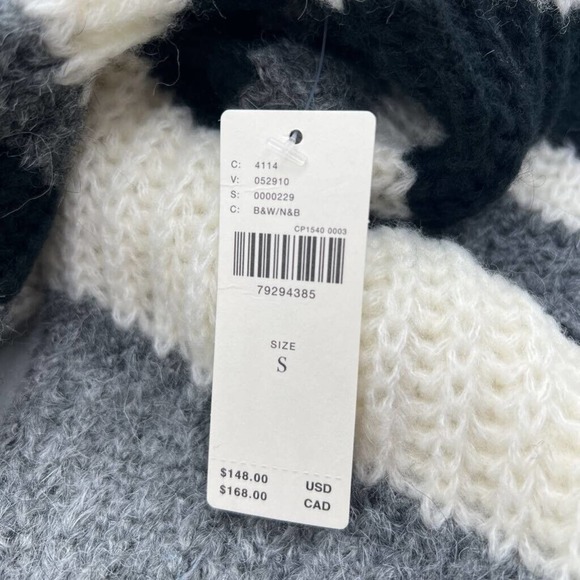 C: 4114
V: 052910
S: 0000229
C: B&W/N&B
CP1540 0003
79294385
SIZE
S
$148.00 USD
$168.00 CAD